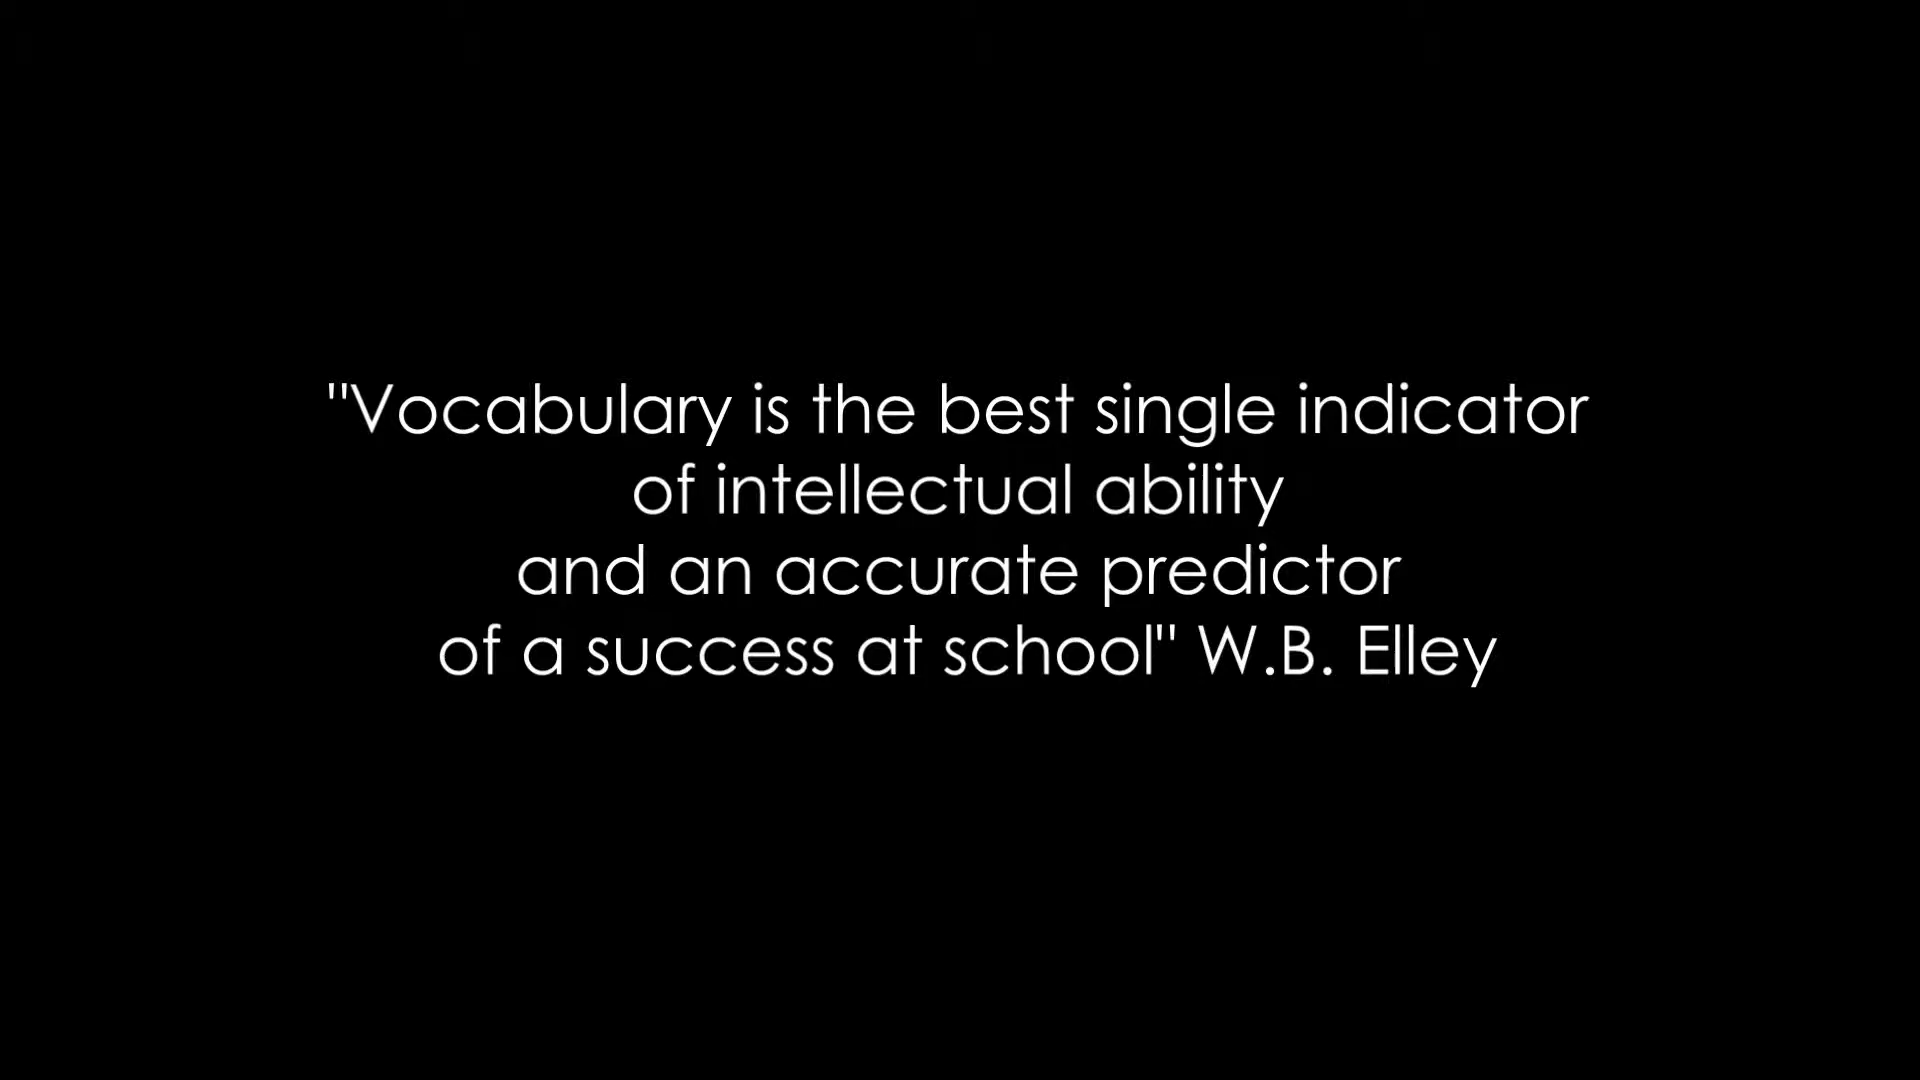 "Vocabulary is the best single indicator
of intellectual ability
and an accurate predictor
of a success at school" W.B. Elley